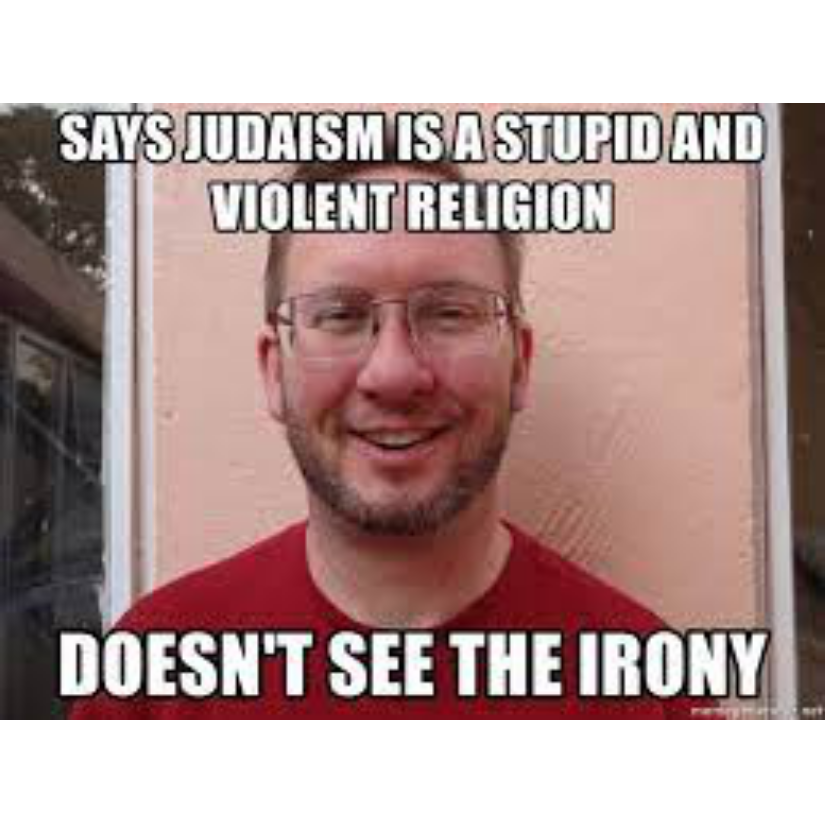 SAYS JUDAISM IS A STUPID AND
VIOLENT RELIGION
DOESN'T SEE THE IRONY